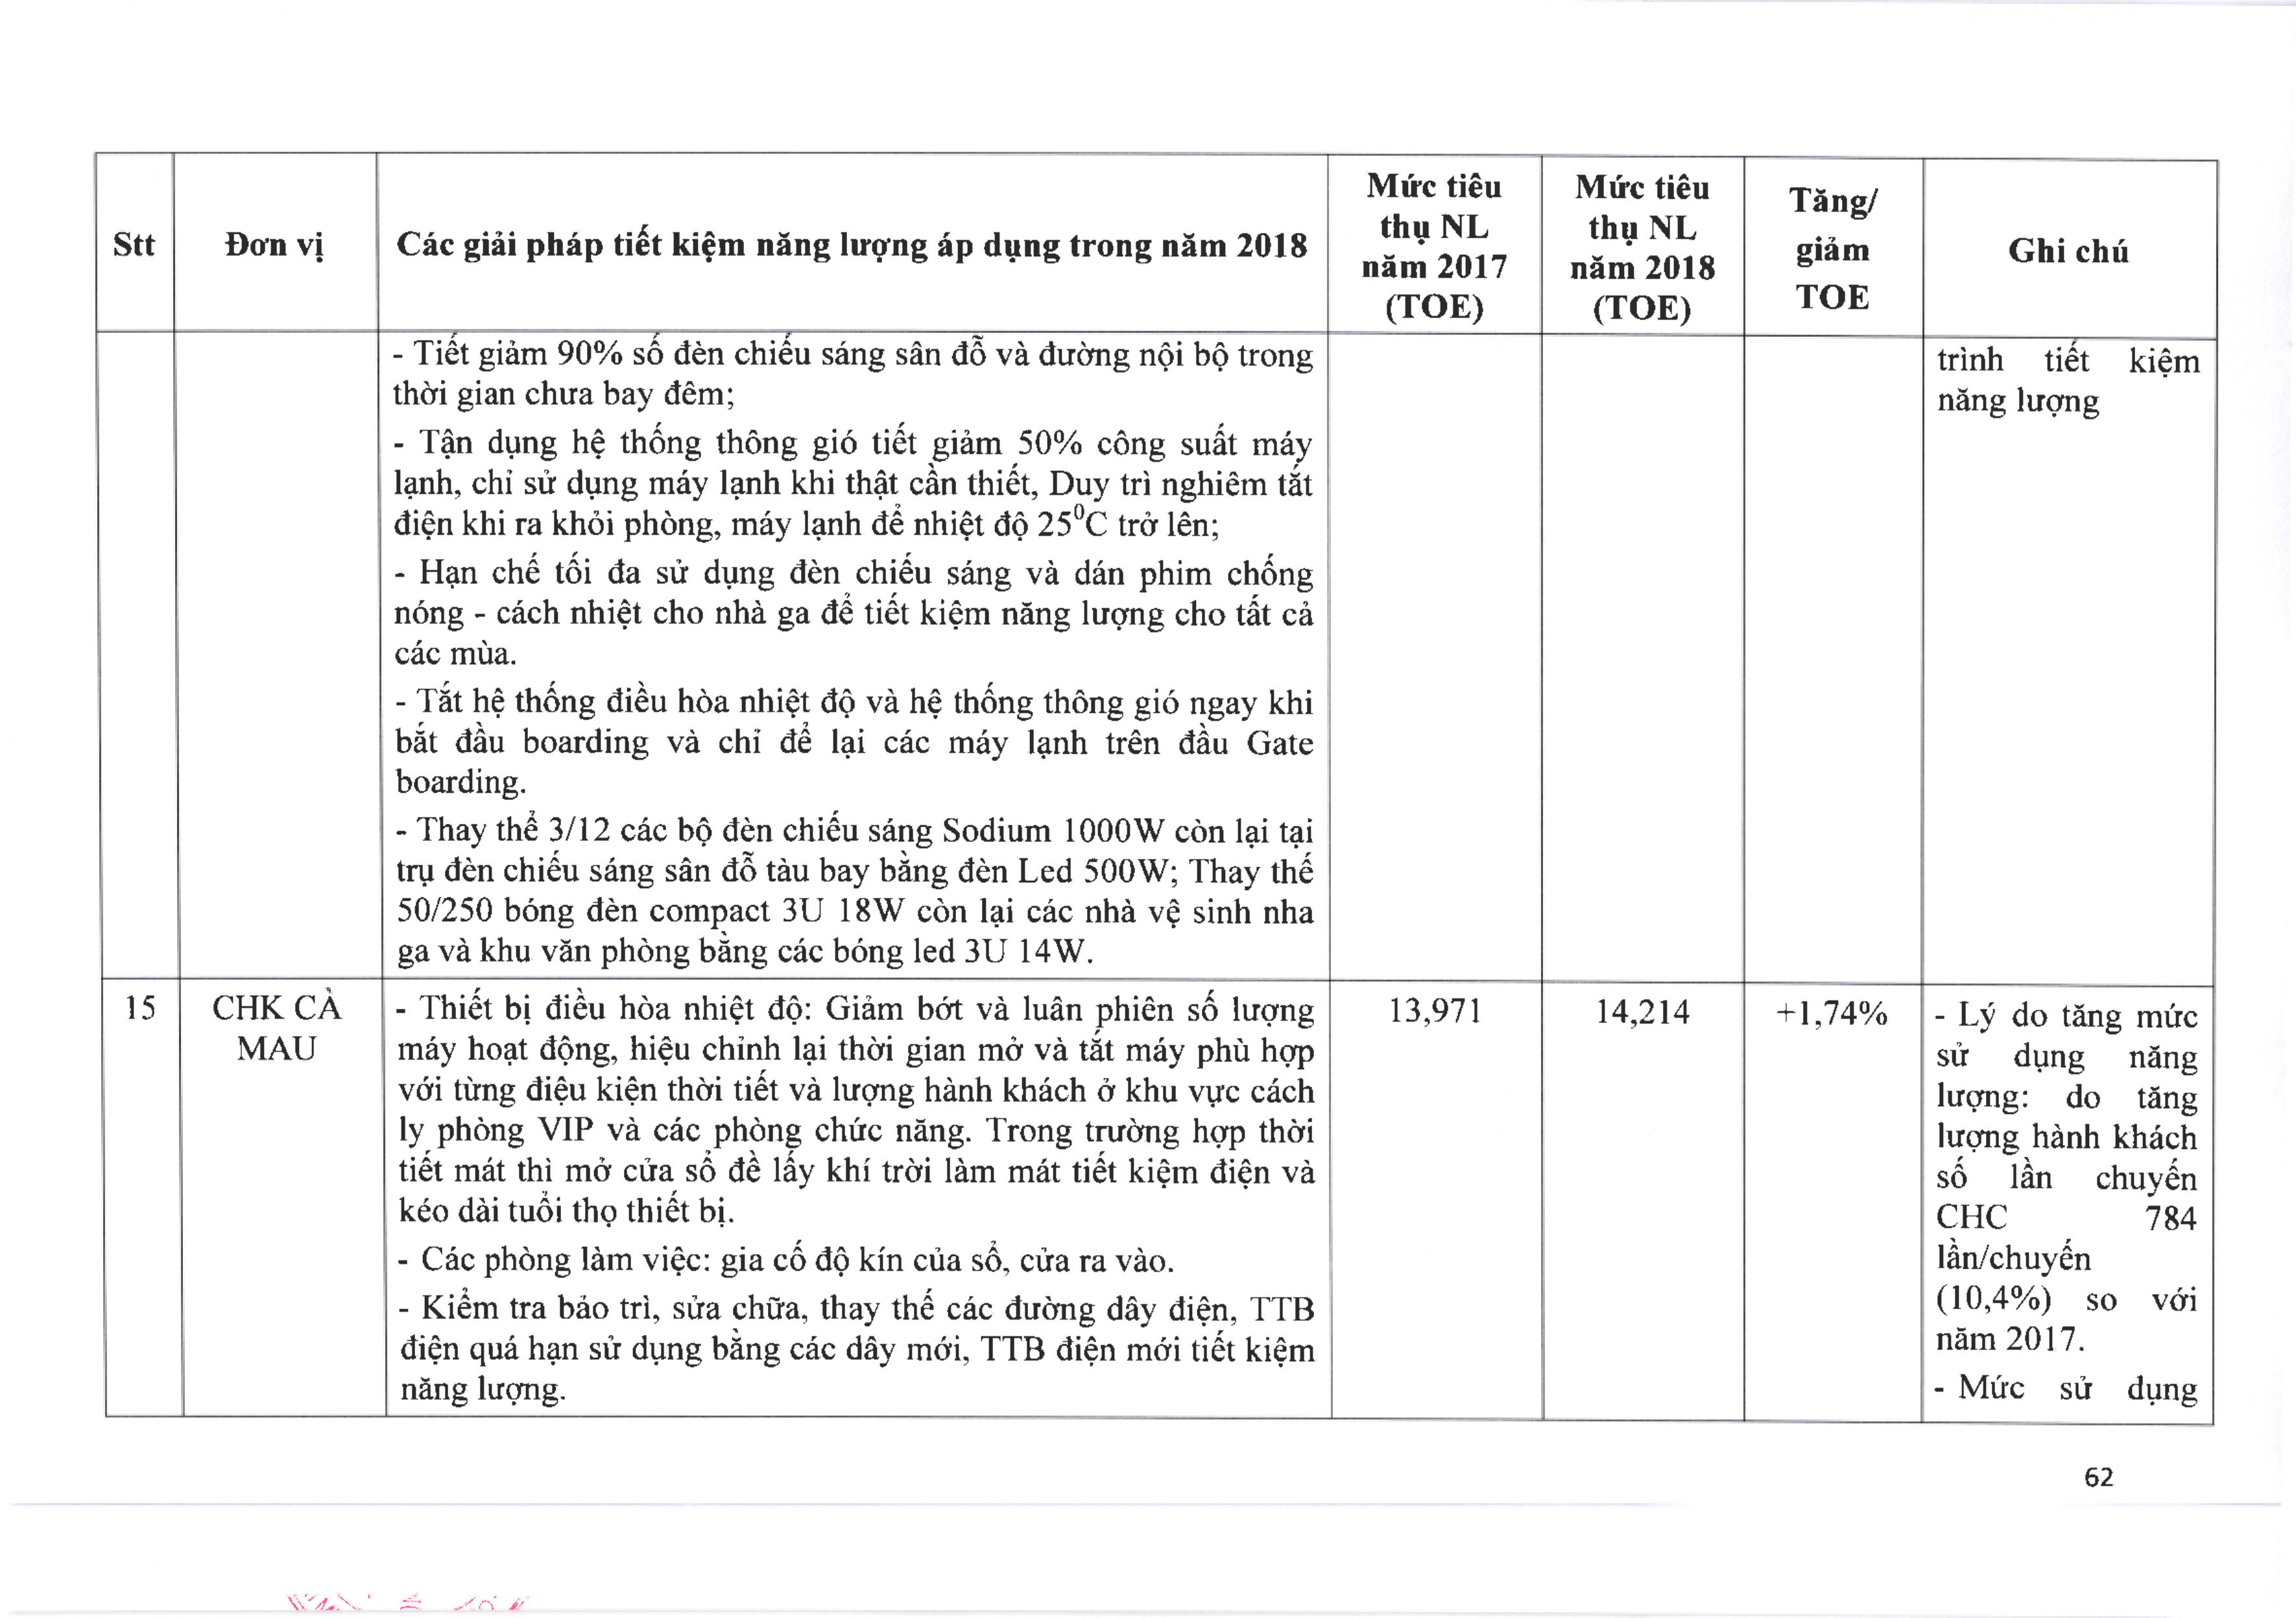 Stt
Đơn vị
Các giải pháp tiết kiệm năng lượng áp dụng trong năm 2018
Mức tiêu
thụ NL
năm 2017
(TOE)
Mức tiêu
thụ NL
năm 2018
(TOE)
Tăng/
giảm
TOE
Ghi chú
- Tiết giảm 90% số đèn chiếu sáng sân đỗ và đường nội bộ trong
thời gian chưa bay đêm;
- Tận dụng hệ thống thông gió tiết giảm 50% công suất máy
lạnh, chỉ sử dụng máy lạnh khi thật cần thiết, Duy trì nghiêm tắt
điện khi ra khỏi phòng, máy lạnh để nhiệt độ 25⁰C trở lên;
- Hạn chế tối đa sử dụng đèn chiếu sáng và dán phim chống
nóng - cách nhiệt cho nhà ga để tiết kiệm năng lượng cho tất cả
các mùa.
- Tắt hệ thống điều hòa nhiệt độ và hệ thống thông gió ngay khi
bắt đầu boarding và chỉ để lại các máy lạnh trên đầu Gate
boarding.
- Thay thế 3/12 các bộ đèn chiếu sáng Sodium 1000W còn lại tại
trụ đèn chiếu sáng sân đỗ tàu bay bằng đèn Led 500W; Thay thế
50/250 bóng đèn compact 3U 18W còn lại các nhà vệ sinh nha
ga và khu văn phòng bằng các bóng led 3U 14W.
trình tiết kiệm
năng lượng
15
CHK CÀ
MAU
- Thiết bị điều hòa nhiệt độ: Giảm bớt và luân phiên số lượng
máy hoạt động, hiệu chỉnh lại thời gian mở và tắt máy phù hợp
với từng điệu kiện thời tiết và lượng hành khách ở khu vực cách
ly phòng VIP và các phòng chức năng. Trong trường hợp thời
tiết mát thì mở cửa sổ đề lấy khí trời làm mát tiết kiệm điện và
kéo dài tuổi thọ thiết bị.
- Các phòng làm việc: gia cố độ kín của sổ, cửa ra vào.
- Kiểm tra bảo trì, sửa chữa, thay thế các đường dây điện, TTB
điện quá hạn sử dụng bằng các dây mới, TTB điện mới tiết kiệm
năng lượng.
13,971
14,214
+1,74%
- Lý do tăng mức
sử dụng năng
lượng: do tăng
lượng hành khách
số lần chuyến
CHC 784
lần/chuyến
(10,4%) so với
năm 2017.
- Mức sử dụng
62